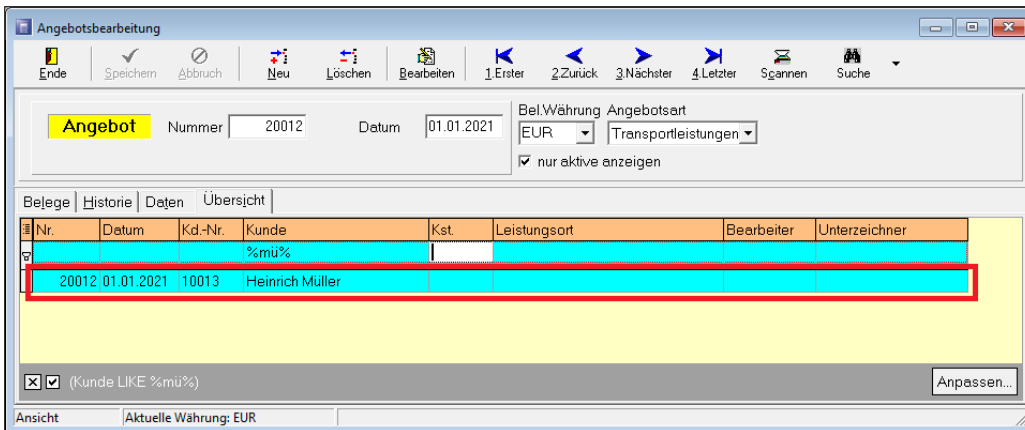 Angebotsbearbeitung
Ende Speichern Abbruch Neu Löschen Bearbeiten 1.Erster 2.Zurück 3.Nächster 4.Letzter Scannen Suche
Bel.Währung Angebotsart
Angebot Nummer 20012 Datum 01.01.2021 EUR Transportleistungen
nur aktive anzeigen
Belege Historie Daten Übersicht
Nr. Datum Kd.-Nr. Kunde Kst. Leistungsort Bearbeiter Unterzeichner
%mü%
20012 01.01.2021 10013 Heinrich Müller
(Kunde LIKE %mü%) Anpassen...
Ansicht Aktuelle Währung: EUR